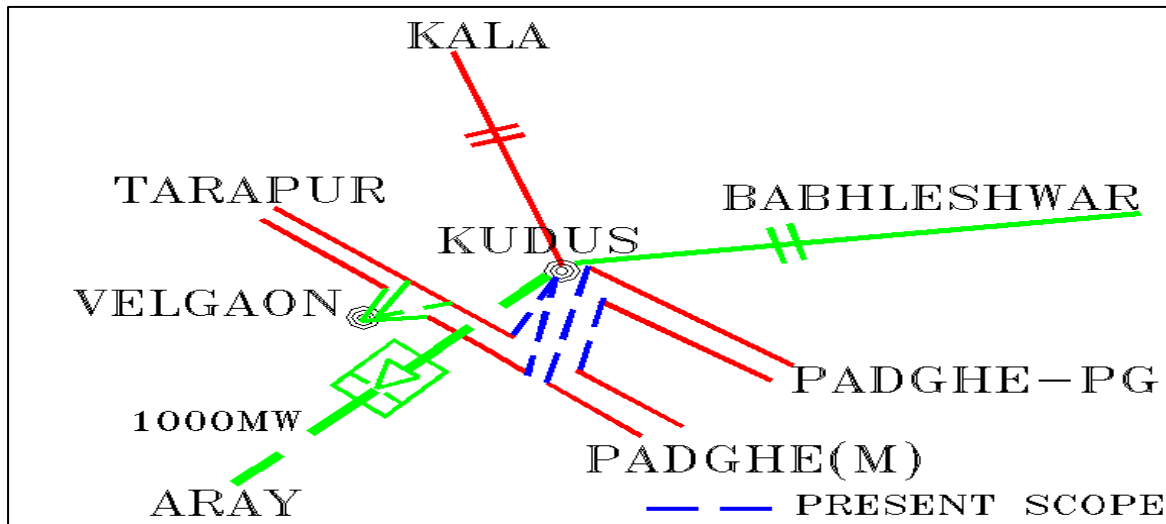 KALA
TARAPUR
BABHLESHWAR
KUDUS
VELGAON
PADGHE-PG
1000MW
PADGHE(M)
ARAY
PRESENT SCOPE